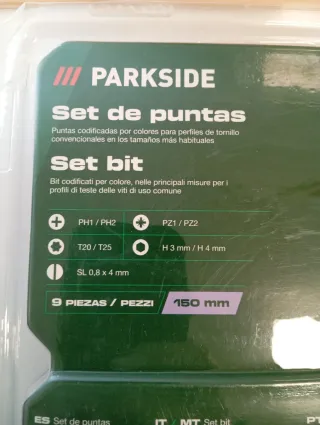 /// PARKSIDE
Set de puntas
Puntas codificadas por colores para perfiles de tornillo
convencionales en los tamaños más habituales
Set bit
Bit codificati per colore, nelle principali misure per i
profili di teste delle viti di uso comune
PH1 / PH2 PZ1 / PZ2
T20 / T25 H 3 mm / H 4 mm
SL 0,8 x 4 mm
9 PIEZAS / PEZZI 150 mm
ES Set de puntas IT / MT Set bit PT